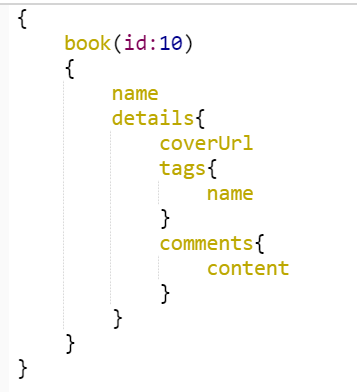 {
    book(id:10)
    {
        name
        details{
            coverUrl
            tags{
                name
            }
            comments{
                content
            }
        }
    }
}